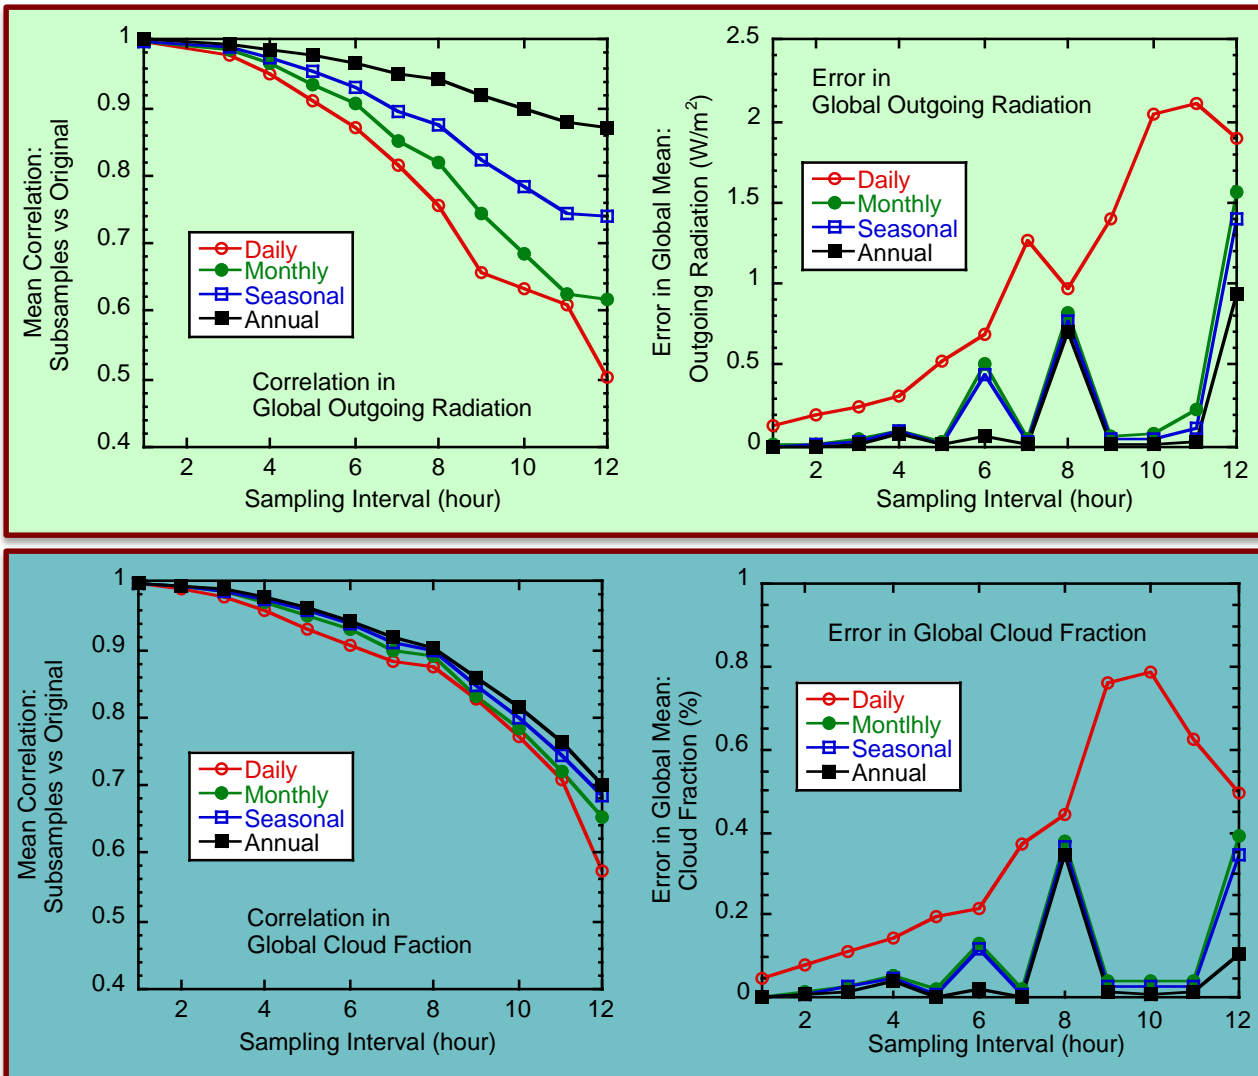 1
0.9
0.8
0.7
0.6
0.5
0.4
2
4
6
8
10
12
Sampling Interval (hour)
Mean Correlation:
Subsamples vs Original
Daily
Monthly
Seasonal
Annual
Correlation in
Global Outgoing Radiation
2.5
2
1.5
1
0.5
0
2
4
6
8
10
12
Sampling Interval (hour)
Error in Global Mean:
Outgoing Radiation (W/m²)
Error in
Global Outgoing Radiation
Daily
Monthly
Seasonal
Annual
1
0.9
0.8
0.7
0.6
0.5
0.4
2
4
6
8
10
12
Sampling Interval (hour)
Mean Correlation:
Subsamples vs Original
Daily
Monthly
Seasonal
Annual
Correlation in
Global Cloud Faction
1
0.8
0.6
0.4
0.2
0
2
4
6
8
10
12
Sampling Interval (hour)
Error in Global Mean:
Cloud Fraction (%)
Error in Global Cloud Fraction
Daily
Montlhly
Seasonal
Annual